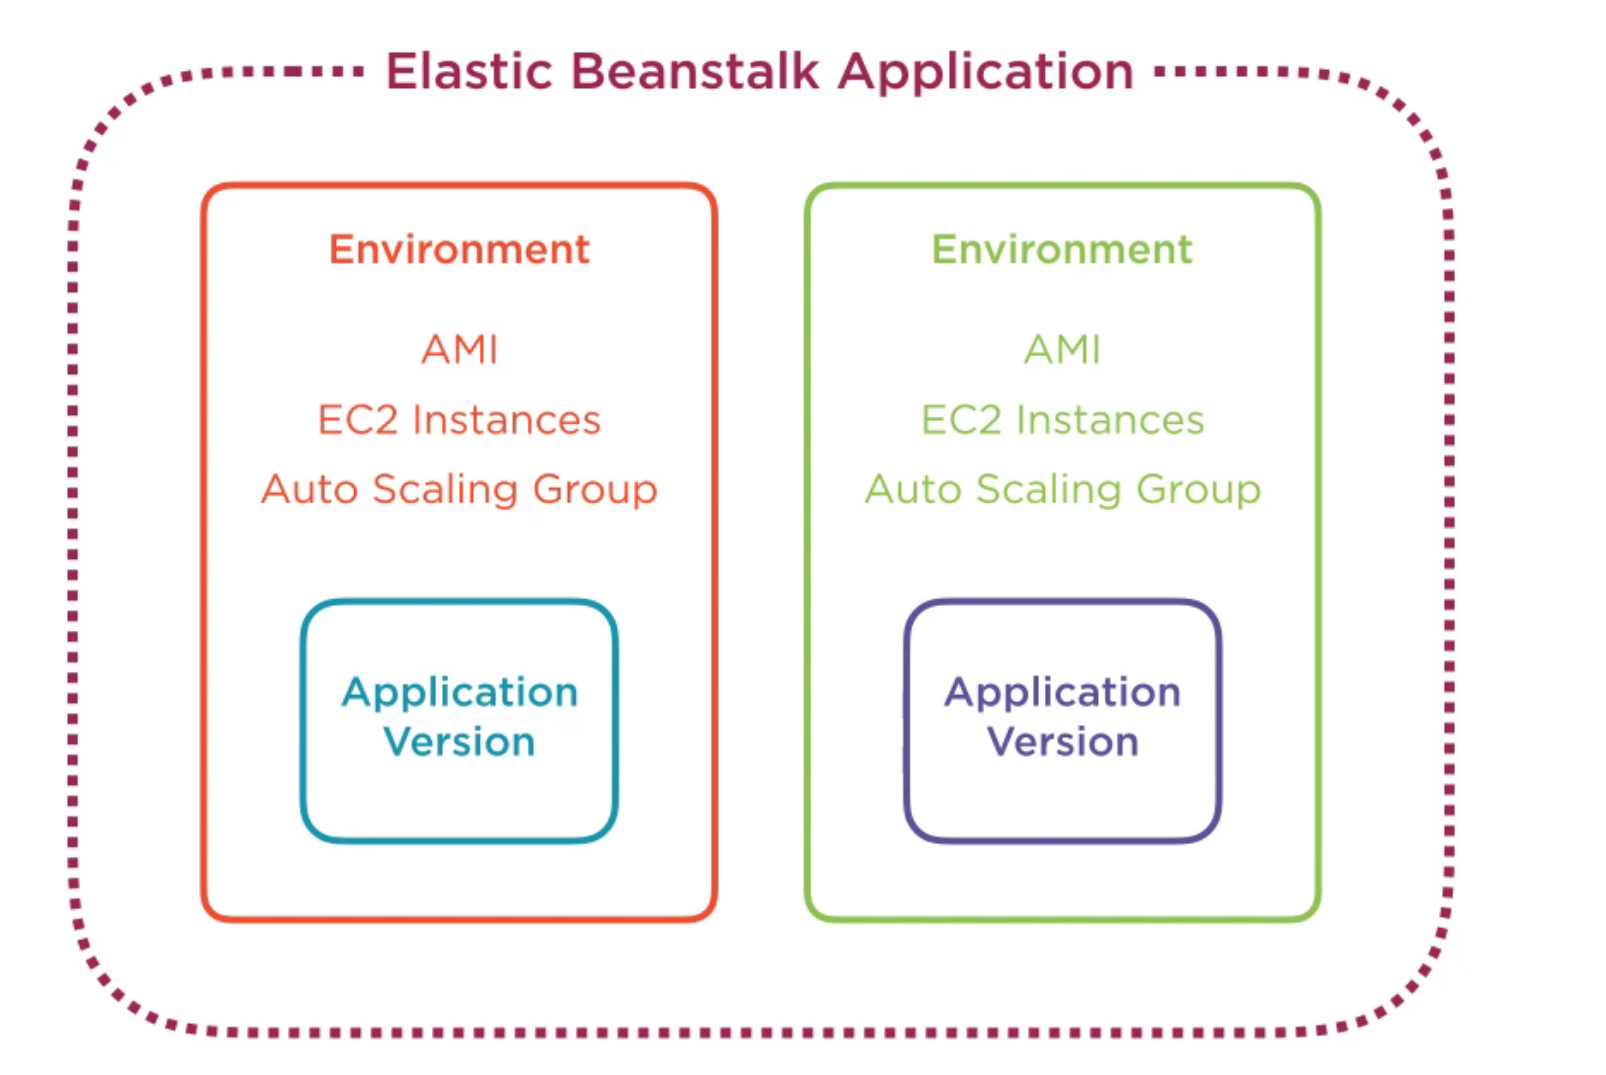 Elastic Beanstalk Application
Environment
AMI
EC2 Instances
Auto Scaling Group
Application
Version
Environment
AMI
EC2 Instances
Auto Scaling Group
Application
Version